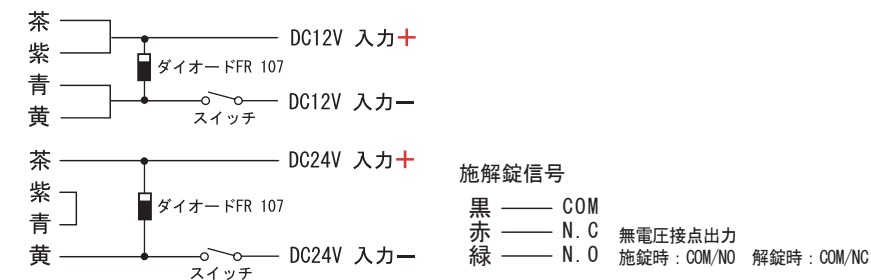 茶
DC12V 入力+
紫
ダイオードFR 107
青
DC12V 入力−
黄
スイッチ
茶
DC24V 入力+
紫
ダイオードFR 107
青
黄
DC24V 入力−
スイッチ
施解錠信号
黒 COM
赤 N.C 無電圧接点出力
緑 N.O 施錠時：COM/NO 解錠時：COM/NC